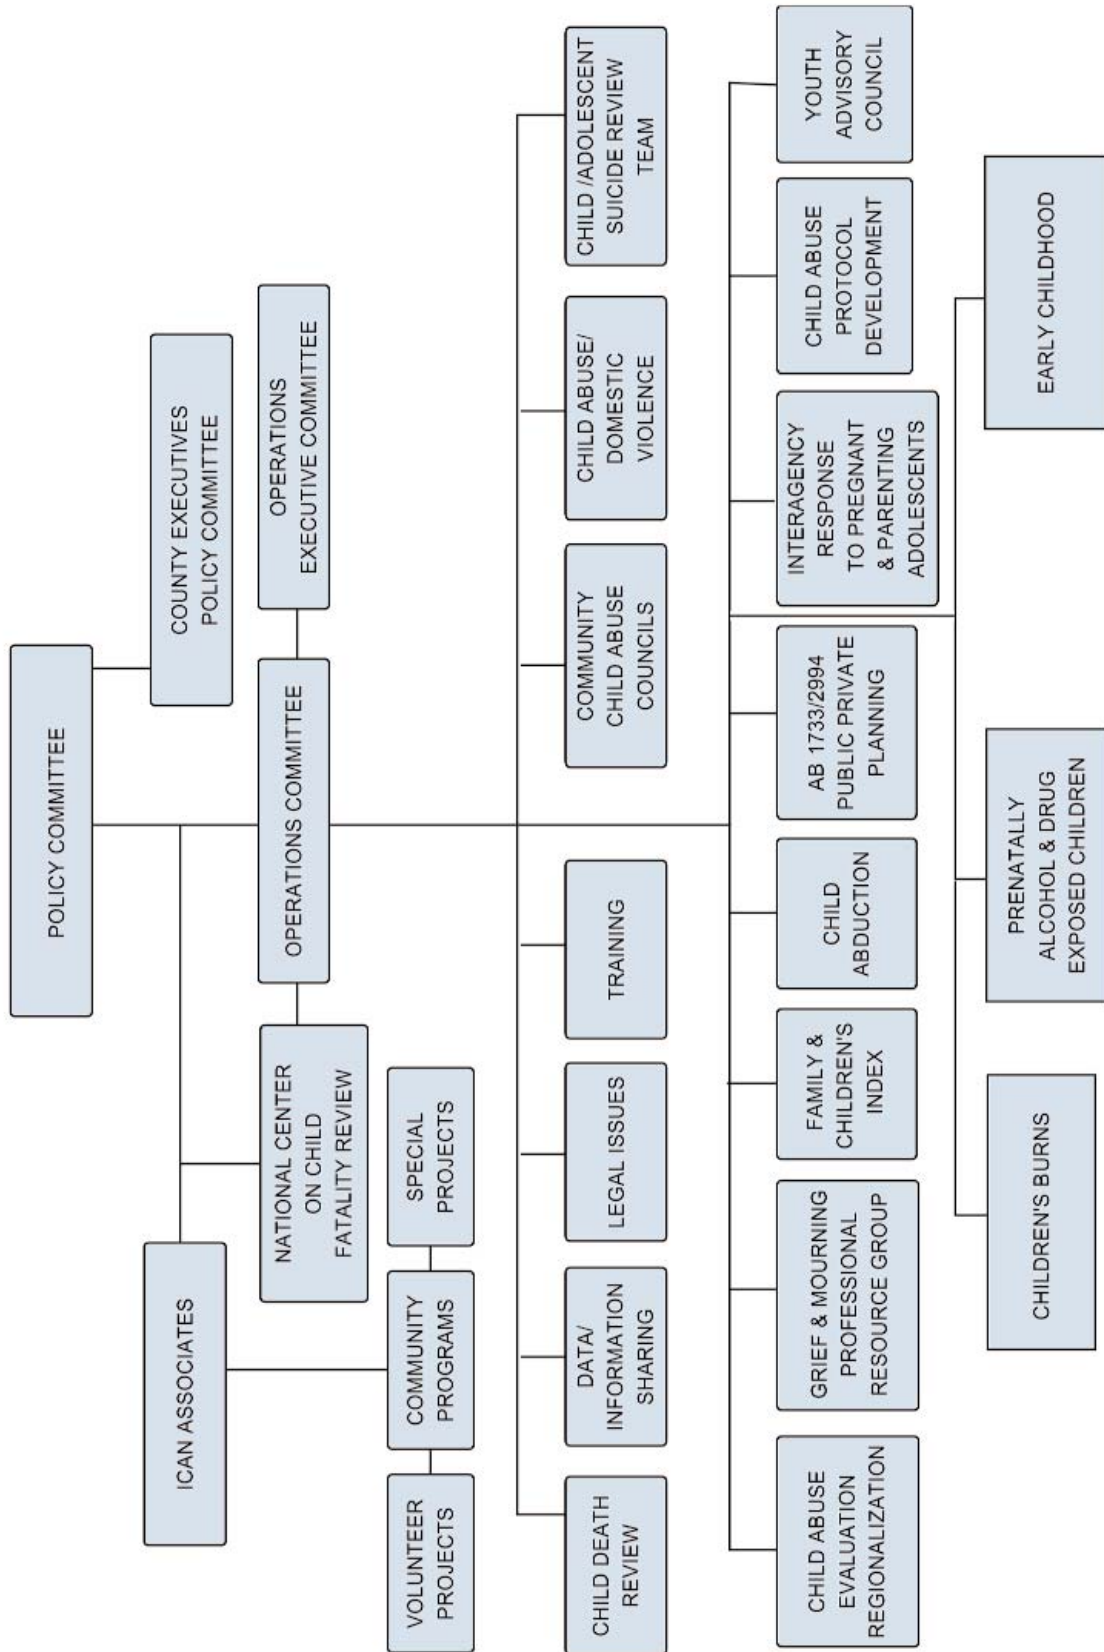 POLICY COMMITTEE
COUNTY EXECUTIVES
POLICY COMMITTEE
ICAN ASSOCIATES
NATIONAL CENTER
ON CHILD
FATALITY REVIEW
OPERATIONS COMMITTEE
OPERATIONS
EXECUTIVE COMMITTEE
VOLUNTEER
PROJECTS
COMMUNITY
PROGRAMS
SPECIAL
PROJECTS
CHILD DEATH
REVIEW
DATA/
INFORMATION
SHARING
LEGAL ISSUES
TRAINING
COMMUNITY
CHILD ABUSE
COUNCILS
CHILD ABUSE/
DOMESTIC
VIOLENCE
CHILD /ADOLESCENT
SUICIDE REVIEW
TEAM
CHILD ABUSE
EVALUATION
REGIONALIZATION
GRIEF & MOURNING
PROFESSIONAL
RESOURCE GROUP
FAMILY &
CHILDREN'S
INDEX
CHILD
ABDUCTION
AB 1733/2994
PUBLIC PRIVATE
PLANNING
INTERAGENCY
RESPONSE
TO PREGNANT
& PARENTING
ADOLESCENTS
CHILD ABUSE
PROTOCOL
DEVELOPMENT
YOUTH
ADVISORY
COUNCIL
CHILDREN'S BURNS
PRENATALLY
ALCOHOL & DRUG
EXPOSED CHILDREN
EARLY CHILDHOOD